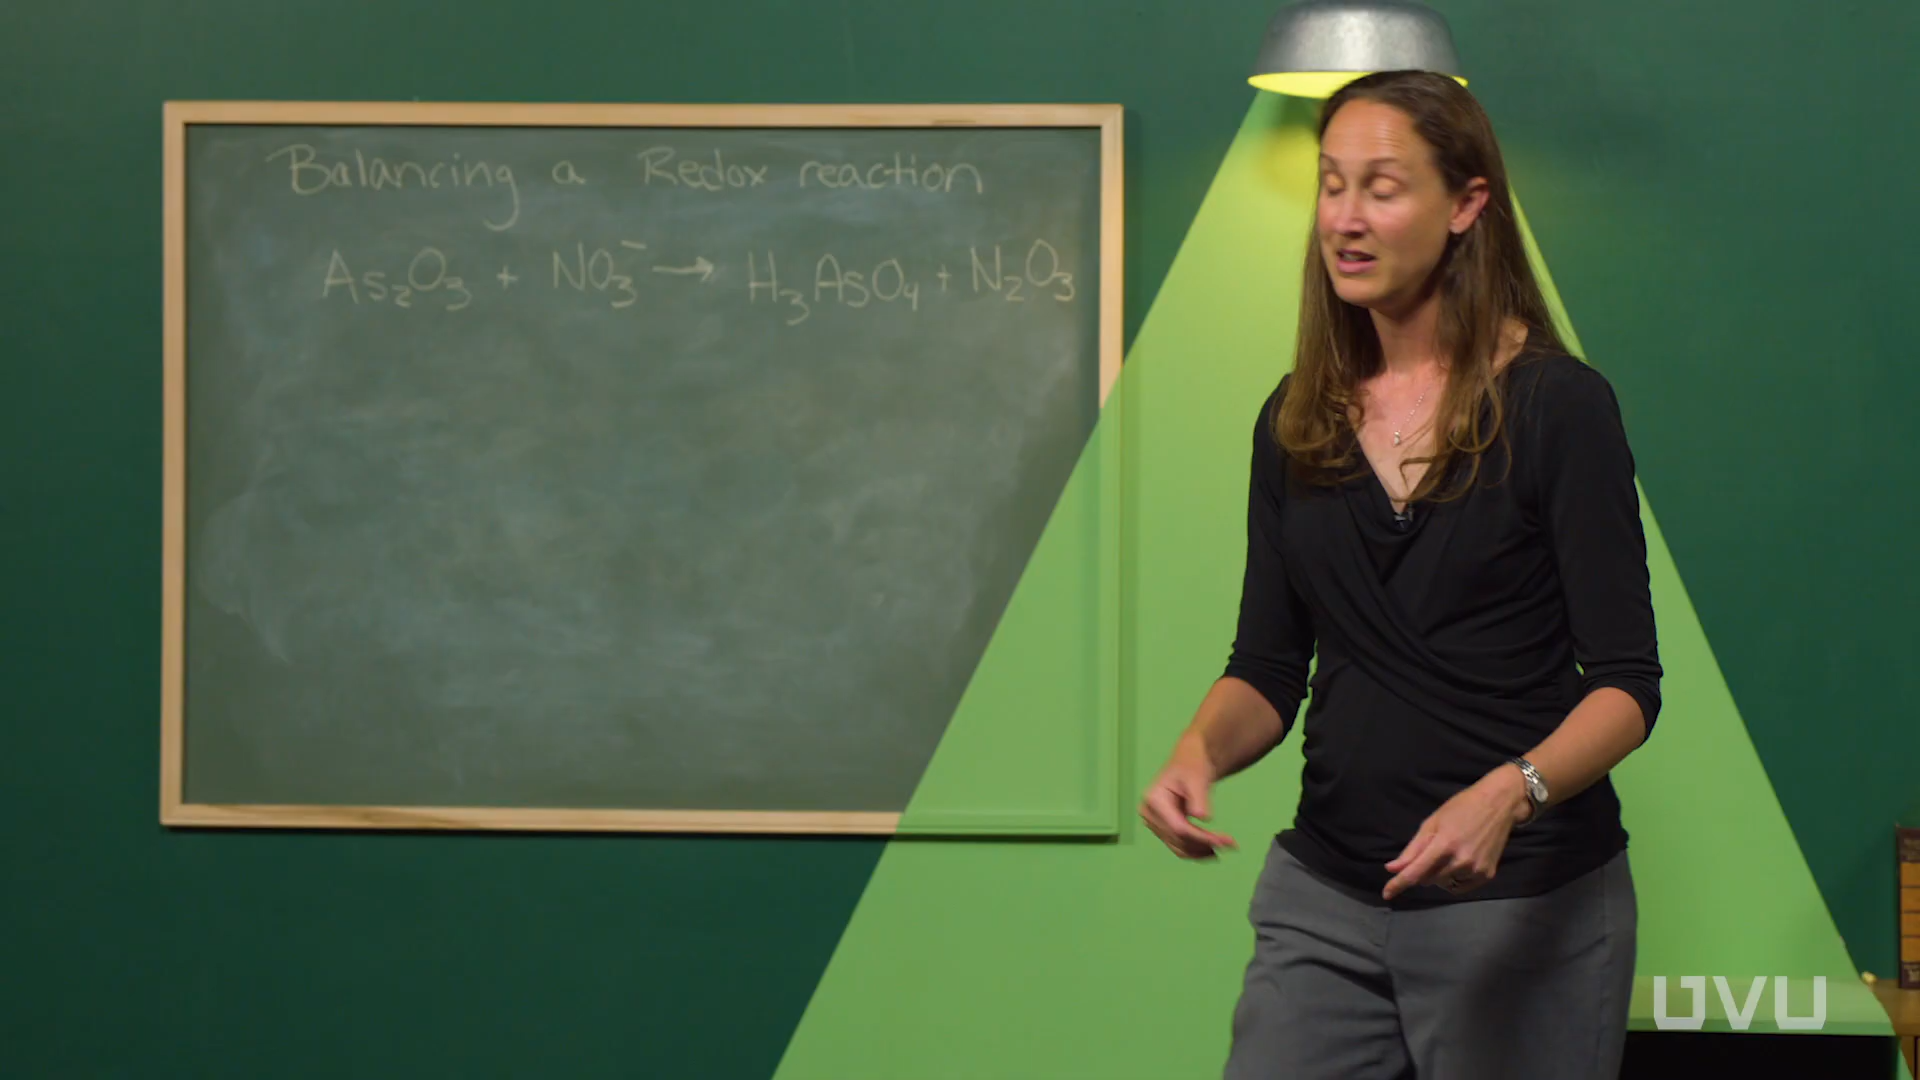 Balancing a Redox reaction
As₂O₃ + NO₃⁻ → H₃AsO₄ + N₂O₃
UVU